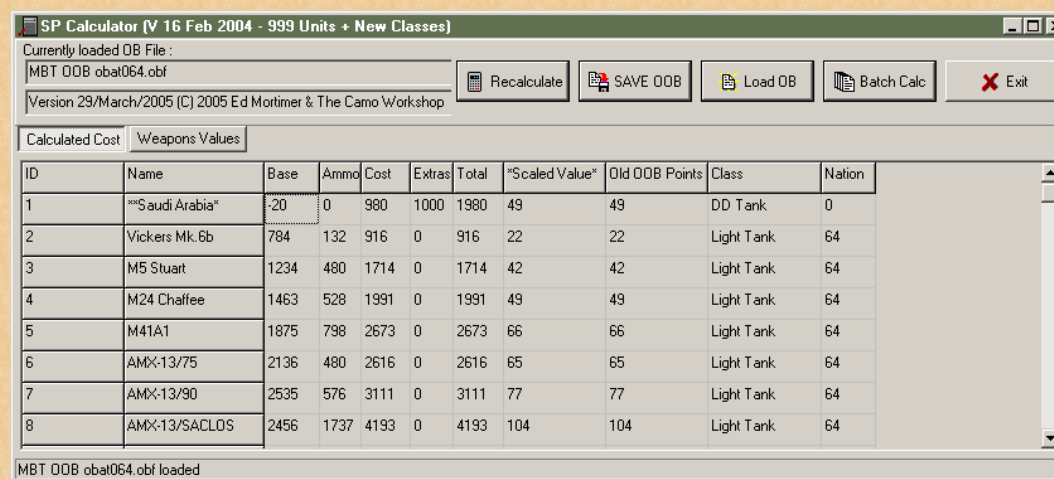 SP Calculator (V 16 Feb 2004 - 999 Units + New Classes)
Currently loaded OB File :
MBT OOB obat064.obf
Version 29/March/2005 (C) 2005 Ed Mortimer & The Camo Workshop
Recalculate SAVE OOB Load OB Batch Calc Exit
Calculated Cost Weapons Values
ID Name Base Ammo Cost Extras Total *Scaled Value* Old OOB Points Class Nation
1 **Saudi Arabia* -20 0 980 1000 1980 49 49 DD Tank 0
2 Vickers Mk.6b 784 132 916 0 916 22 22 Light Tank 64
3 M5 Stuart 1234 480 1714 0 1714 42 42 Light Tank 64
4 M24 Chaffee 1463 528 1991 0 1991 49 49 Light Tank 64
5 M41A1 1875 798 2673 0 2673 66 66 Light Tank 64
6 AMX-13/75 2136 480 2616 0 2616 65 65 Light Tank 64
7 AMX-13/90 2535 576 3111 0 3111 77 77 Light Tank 64
8 AMX-13/SACLOS 2456 1737 4193 0 4193 104 104 Light Tank 64
MBT OOB obat064.obf loaded